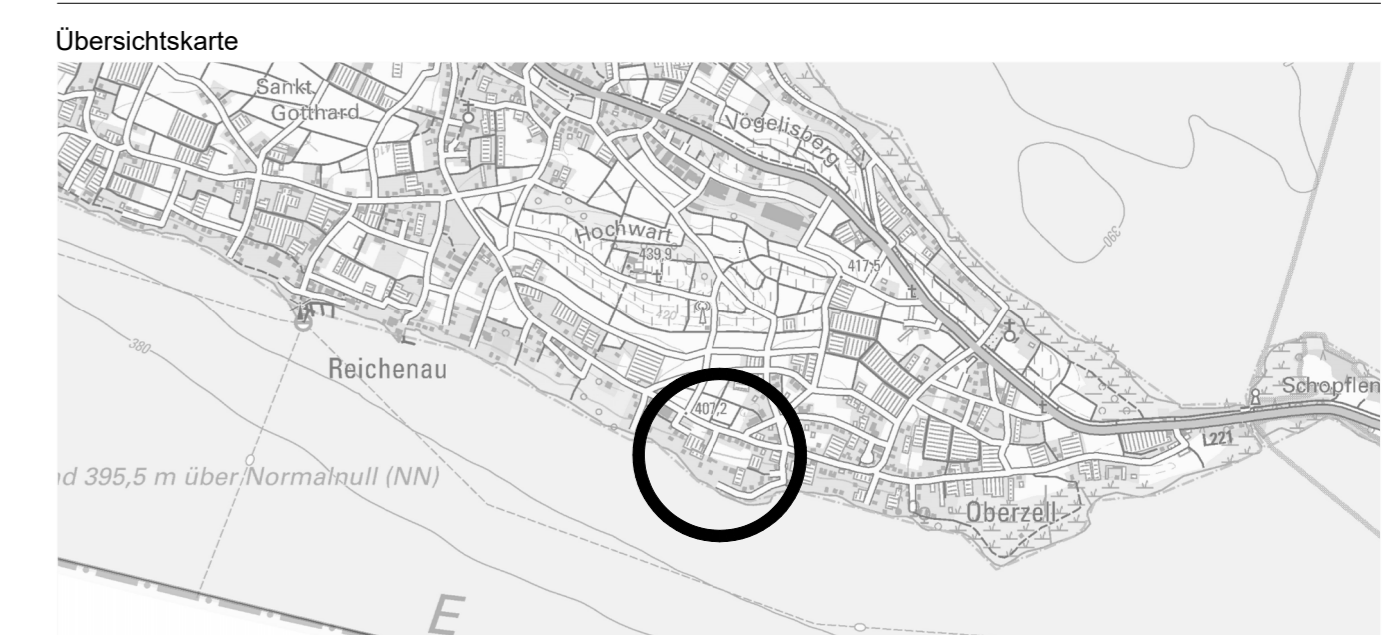 Übersichtskarte
Sankt
Gotthard
Vögelisberg
Hochwart
439,9
417,5
420
390
Reichenau
380
407,2
Schopflen
L221
d 395,5 m über Normalnull (NN)
Oberzell
E